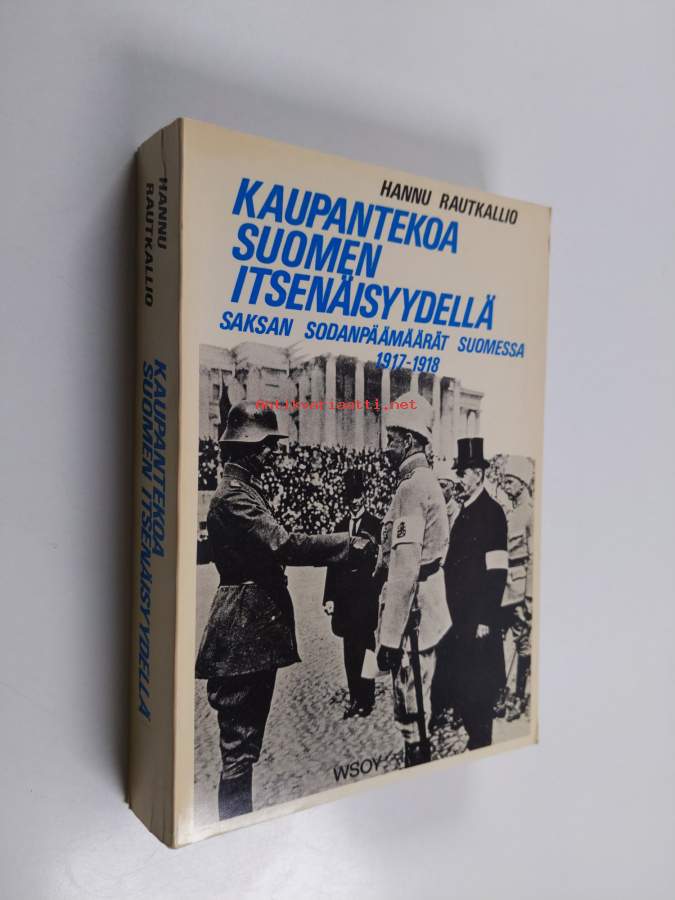 HANNU RAUTKALLIO
KAUPANTEKOA
SUOMEN
ITSENÄISYYDELLÄ
SAKSAN SODANPÄÄMÄÄRÄT SUOMESSA
1917-1918
Antikvariaatti.net
WSOY
HANNU
RAUTKALLIO
KAUPANTEKOA
SUOMEN ITSENÄISYYDELLÄ